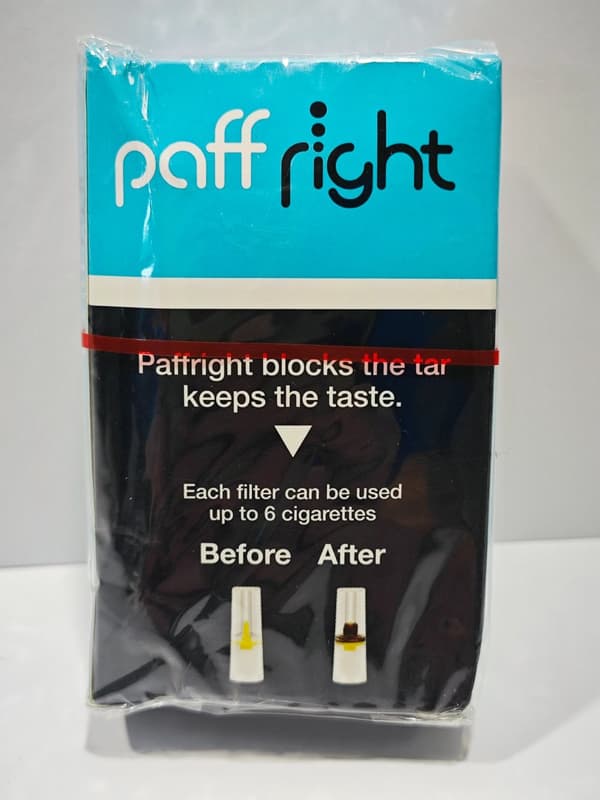 paff right
Paffright blocks the tar
keeps the taste.
Each filter can be used
up to 6 cigarettes
Before After